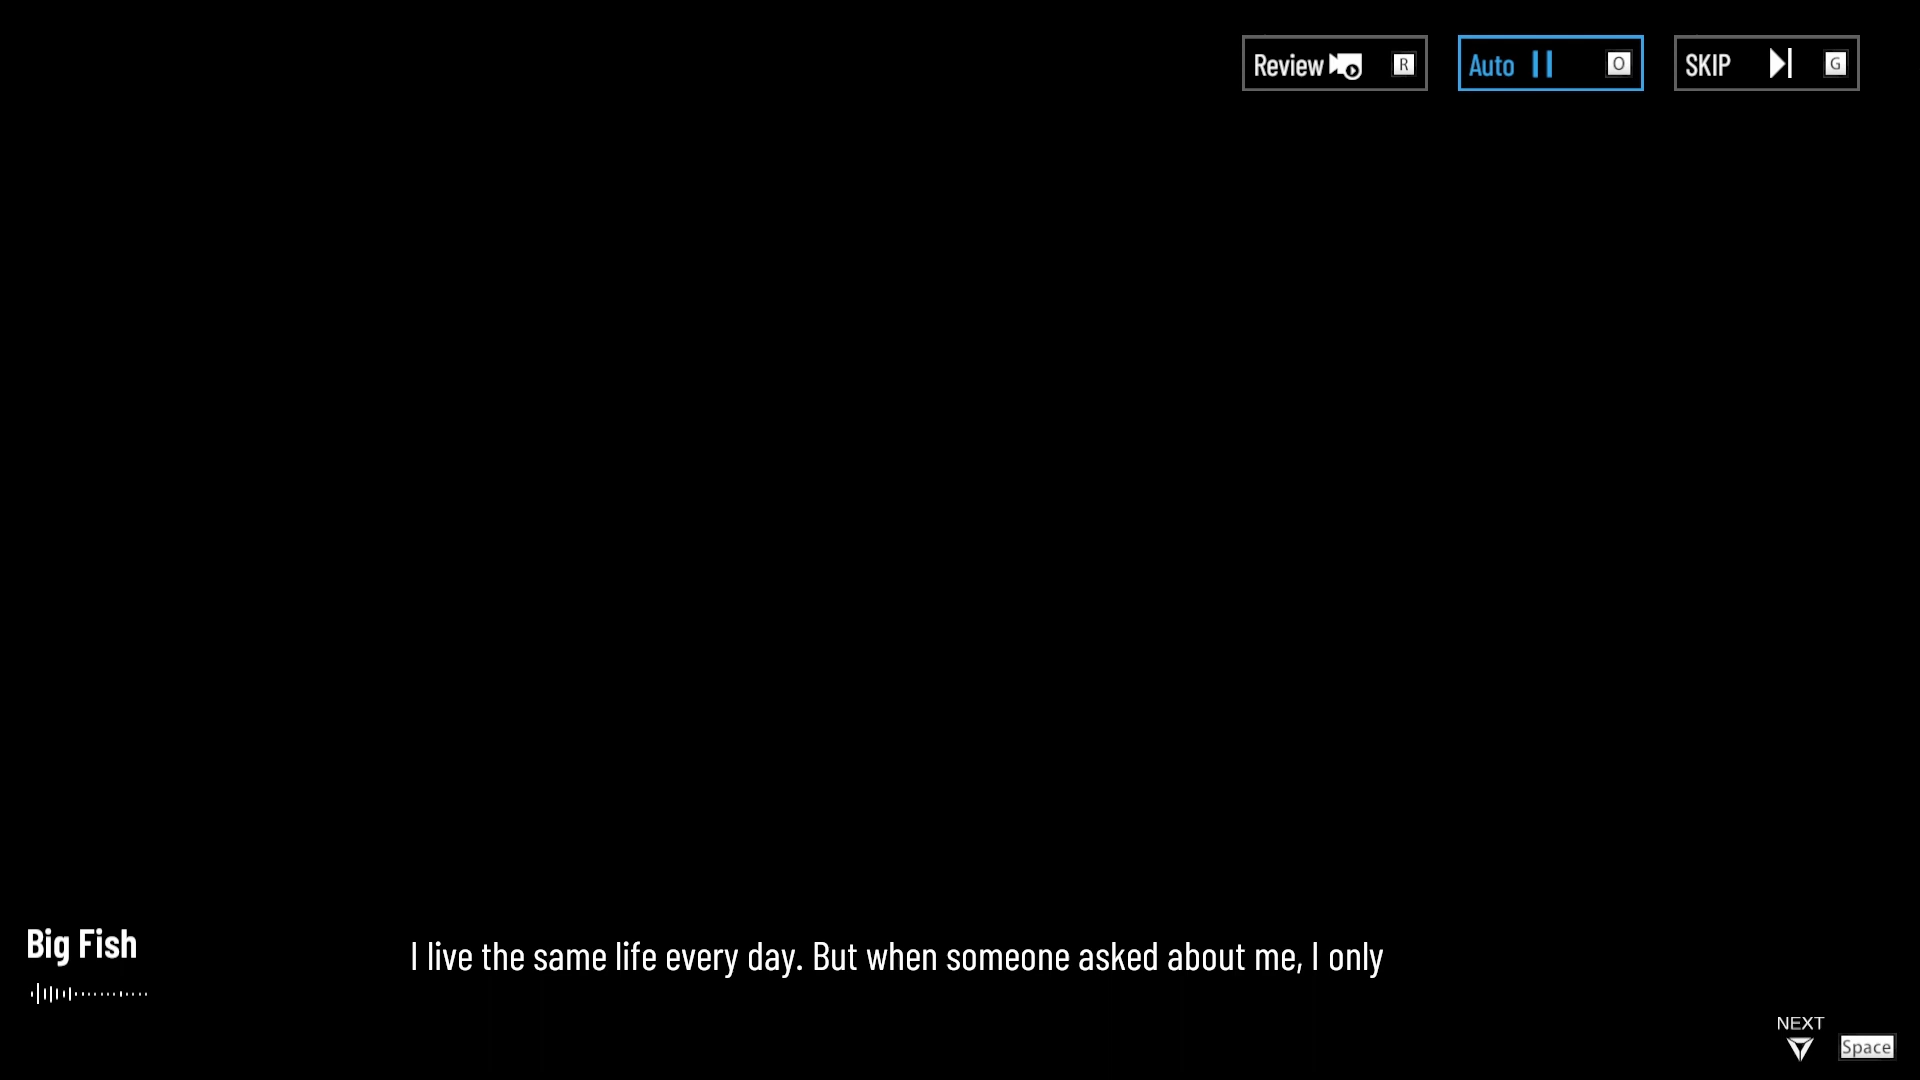 Review R Auto O SKIP G
Big Fish
I live the same life every day. But when someone asked about me, I only
NEXT
Space